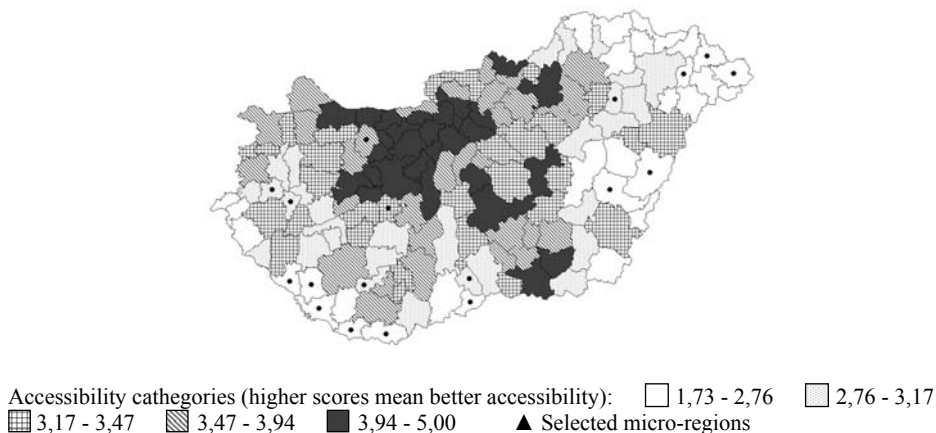 Accessibility cathegories (higher scores mean better accessibility): 1,73 - 2,76 2,76 - 3,17
3,17 - 3,47 3,47 - 3,94 3,94 - 5,00 ▲ Selected micro-regions